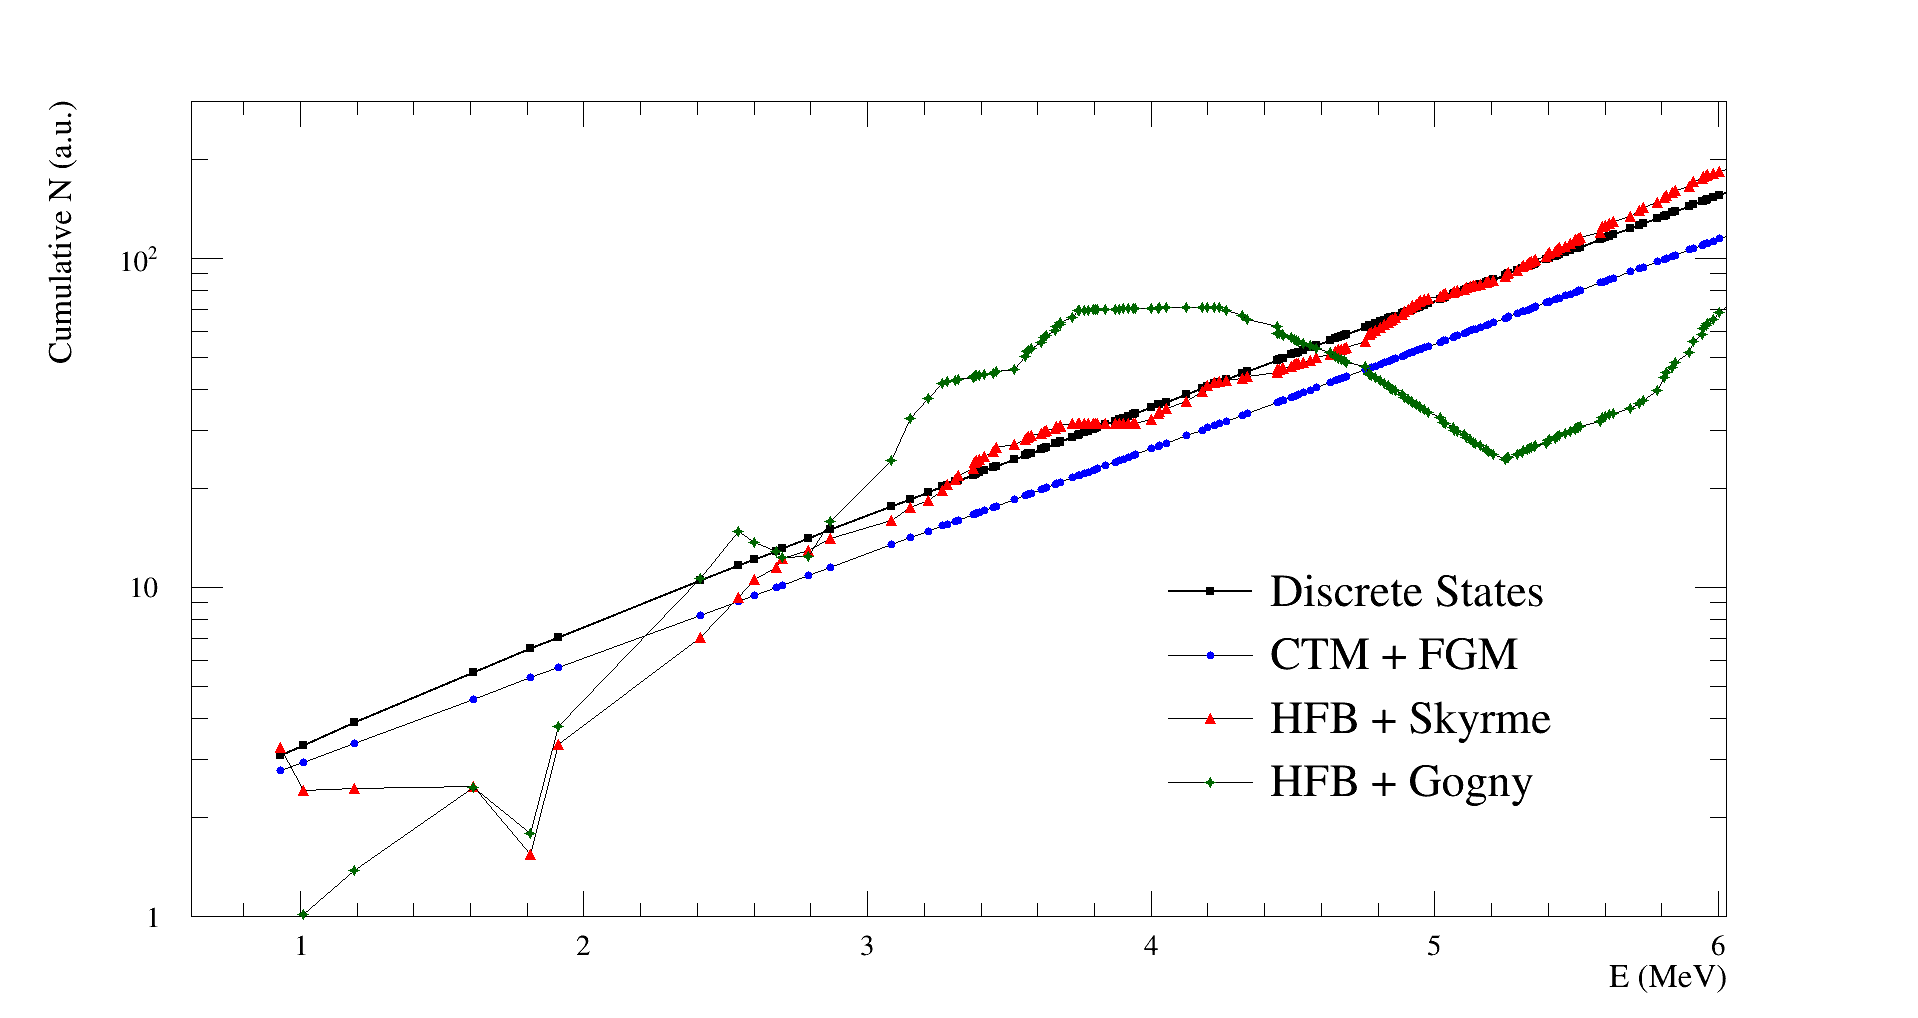 Cumulative N (a.u.)
10²
10
1
Discrete States
CTM + FGM
HFB + Skyrme
HFB + Gogny
1 2 3 4 5 6
E (MeV)